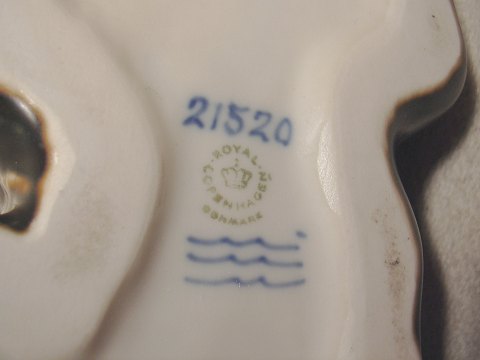 21520
ROYAL
COPENHAGEN
DENMARK